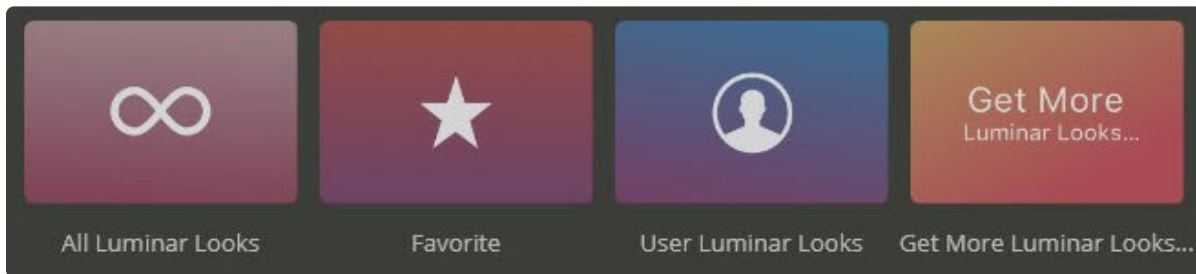 Get More
Luminar Looks...
All Luminar Looks
Favorite
User Luminar Looks
Get More Luminar Looks...